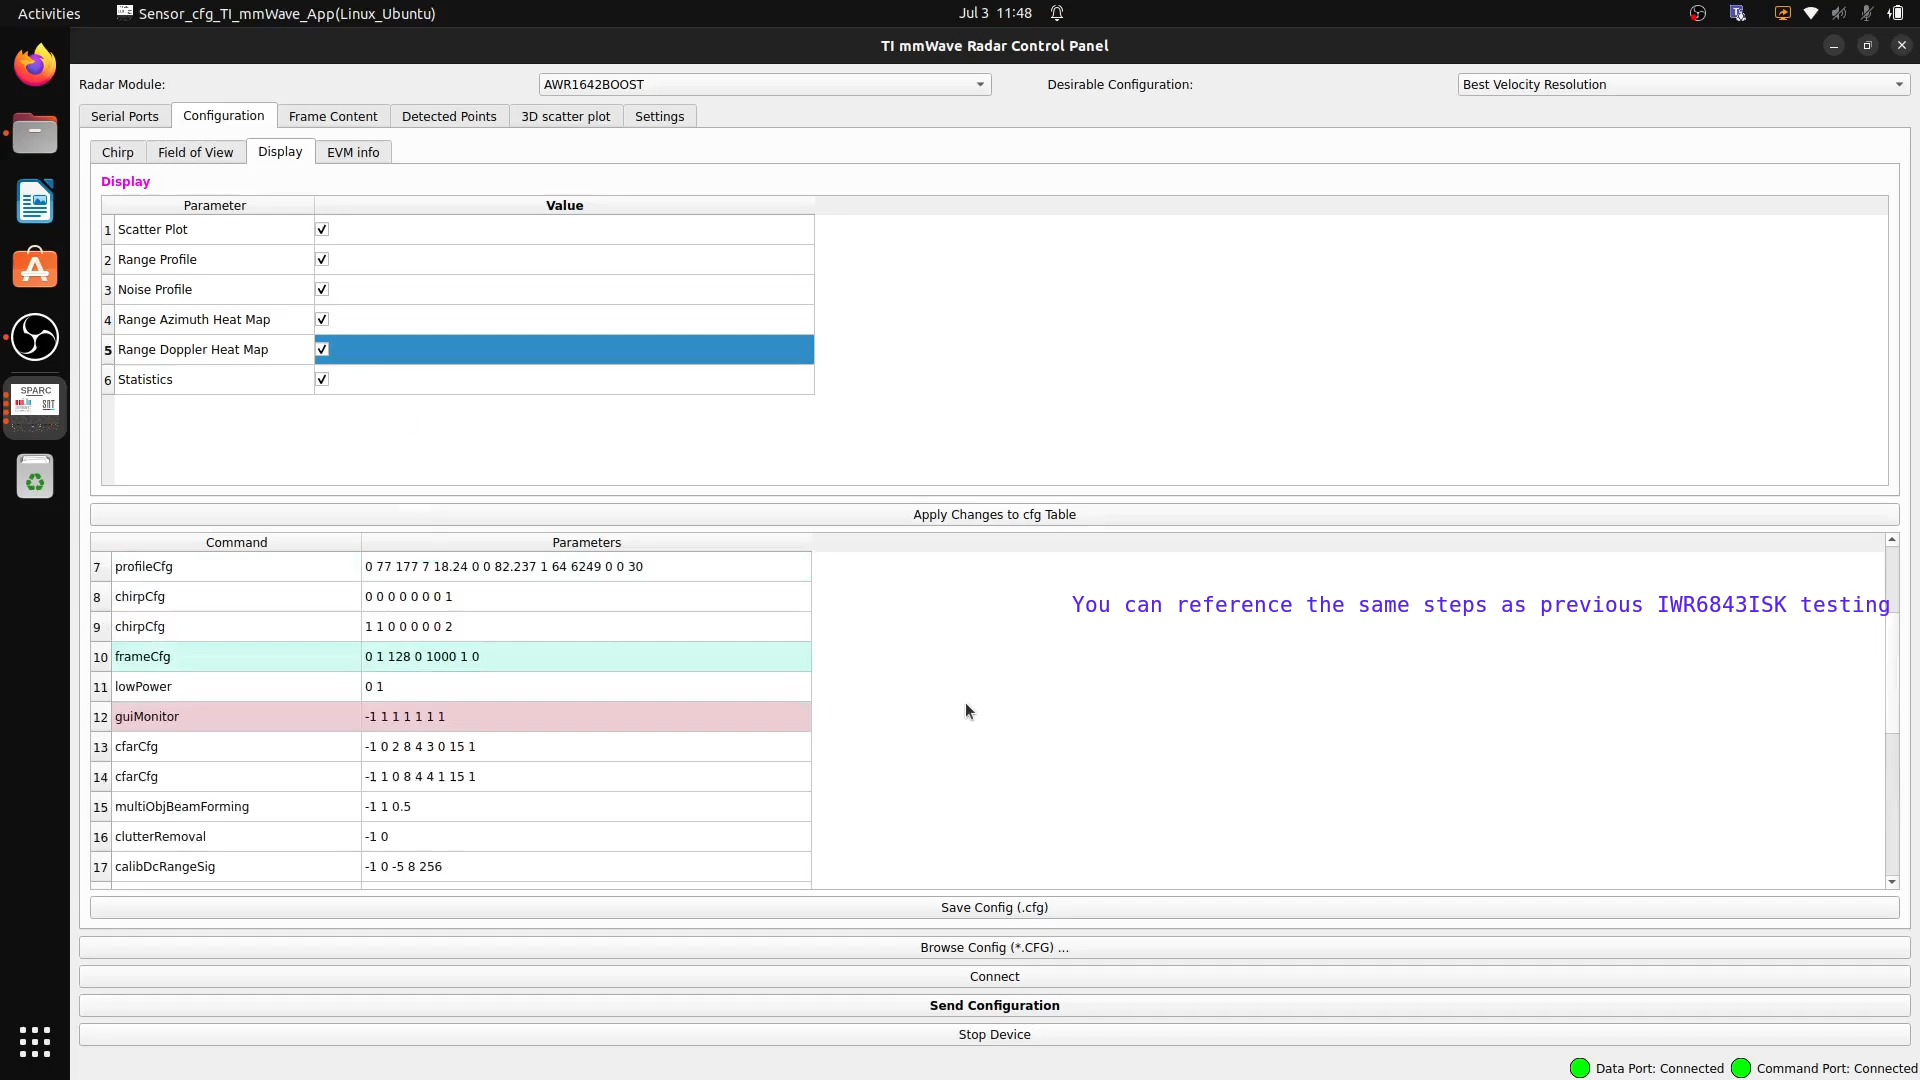 Activities
Sensor_cfg_TI_mmWave_App(Linux_Ubuntu)
Jul 3 11:48
TI mmWave Radar Control Panel
Radar Module:
AWR1642BOOST
Desirable Configuration:
Best Velocity Resolution
Serial Ports
Configuration
Frame Content
Detected Points
3D scatter plot
Settings
Chirp
Field of View
Display
EVM info
Display
Parameter Value
1 Scatter Plot
2 Range Profile
3 Noise Profile
4 Range Azimuth Heat Map
5 Range Doppler Heat Map
6 Statistics
Apply Changes to cfg Table
Command Parameters
7 profileCfg 0 77 177 7 18.24 0 0 82.237 1 64 6249 0 0 30
8 chirpCfg 0 0 0 0 0 0 0 1
9 chirpCfg 1 1 0 0 0 0 0 2
10 frameCfg 0 1 128 0 1000 1 0
11 lowPower 0 1
12 guiMonitor -1 1 1 1 1 1 1
13 cfarCfg -1 0 2 8 4 3 0 15 1
14 cfarCfg -1 1 0 8 4 4 1 15 1
15 multiObjBeamForming -1 1 0.5
16 clutterRemoval -1 0
17 calibDcRangeSig -1 0 -5 8 256
You can reference the same steps as previous IWR6843ISK testing
Save Config (.cfg)
Browse Config (*.CFG) ...
Connect
Send Configuration
Stop Device
Data Port: Connected
Command Port: Connected
SPARC
SNT